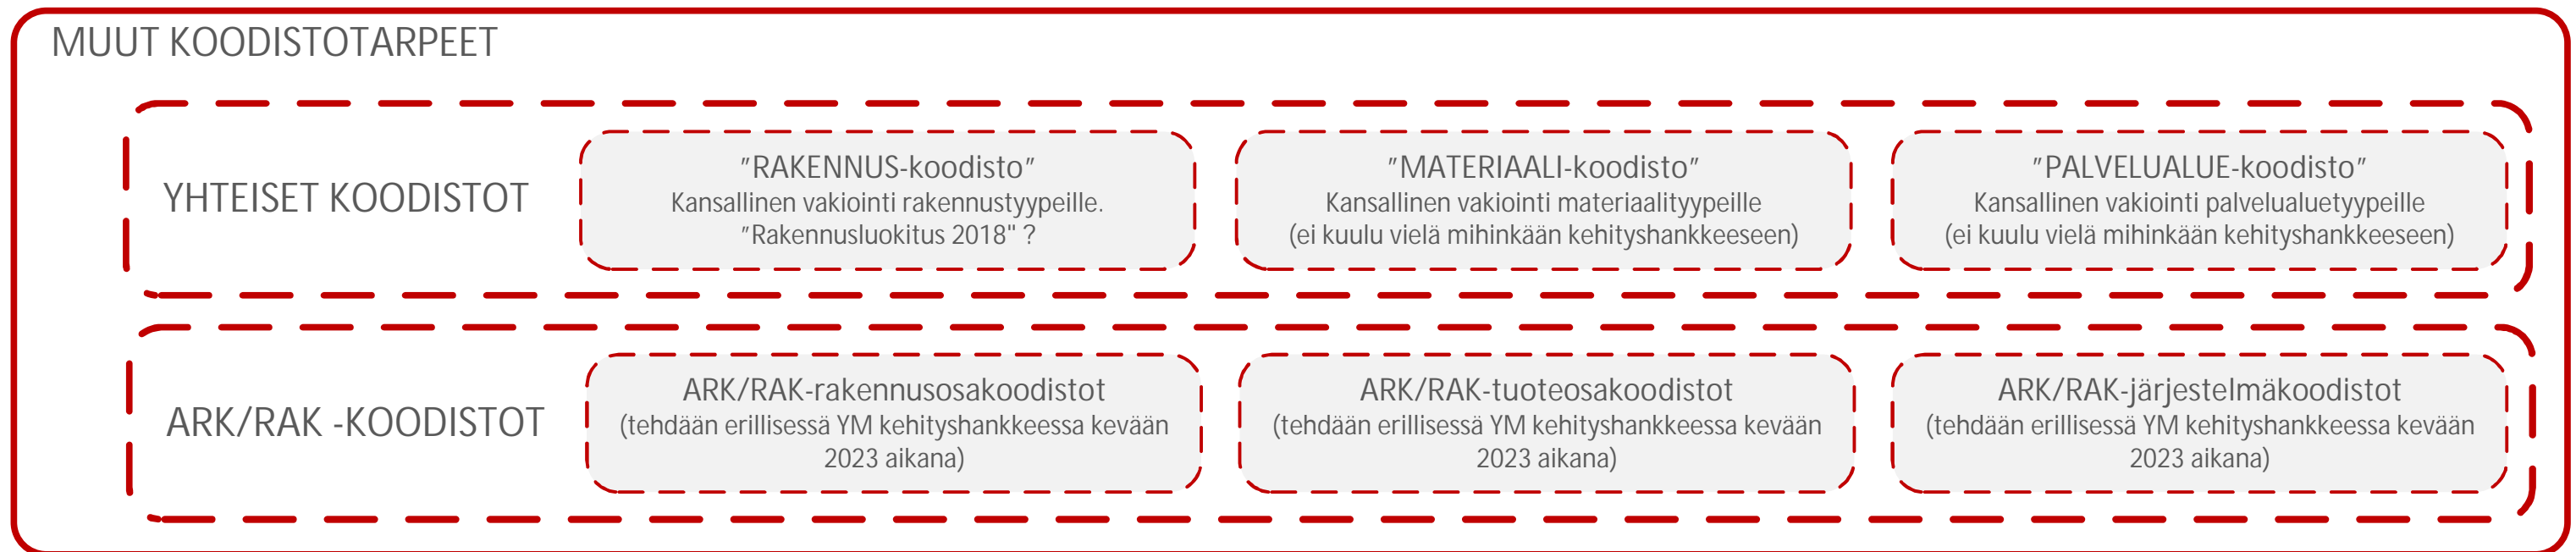 MUUT KOODISTOTARPEET
YHTEISET KOODISTOT
"RAKENNUS-koodisto"
Kansallinen vakiointi rakennustyypeille.
"Rakennusluokitus 2018" ?
"MATERIAALI-koodisto"
Kansallinen vakiointi materiaalityypeille
(ei kuulu vielä mihinkään kehityshankkeeseen)
"PALVELUALUE-koodisto"
Kansallinen vakiointi palvelualuetyypeille
(ei kuulu vielä mihinkään kehityshankkeeseen)
ARK/RAK -KOODISTOT
ARK/RAK-rakennusosakoodistot
(tehdään erillisessä YM kehityshankkeessa kevään
2023 aikana)
ARK/RAK-tuoteosakoodistot
(tehdään erillisessä YM kehityshankkeessa kevään
2023 aikana)
ARK/RAK-järjestelmäkoodistot
(tehdään erillisessä YM kehityshankkeessa kevään
2023 aikana)